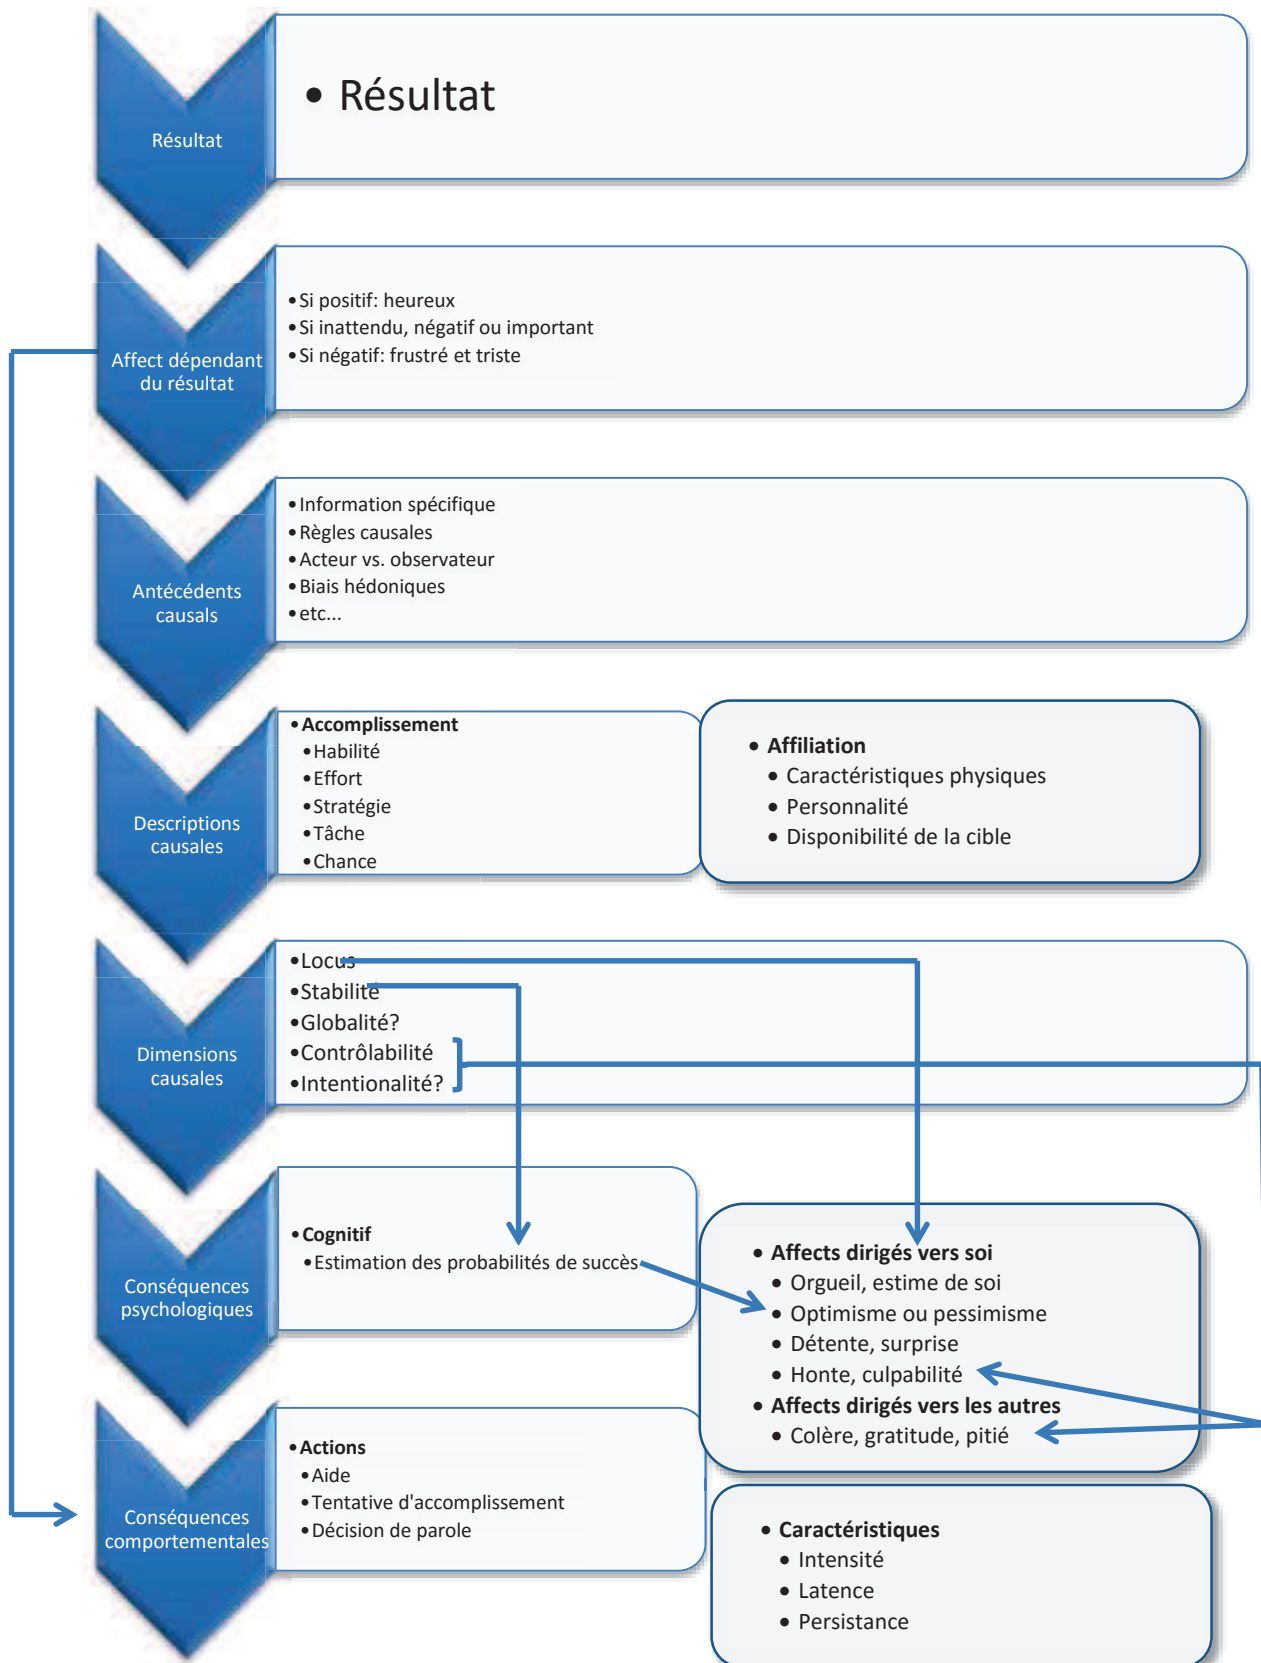 Résultat
• Résultat
Affect dépendant
du résultat
•Si positif: heureux
•Si inattendu, négatif ou important
•Si négatif: frustré et triste
Antécédents
causals
•Information spécifique
•Règles causales
•Acteur vs. observateur
•Biais hédoniques
•etc...
Descriptions
causales
•Accomplissement
•Habilité
•Effort
•Stratégie
•Tâche
•Chance
• Affiliation
• Caractéristiques physiques
• Personnalité
• Disponibilité de la cible
Dimensions
causales
•Locus
•Stabilité
•Globalité?
•Contrôlabilité
•Intentionalité?
Conséquences
psychologiques
•Cognitif
•Estimation des probabilités de succès
• Affects dirigés vers soi
• Orgueil, estime de soi
• Optimisme ou pessimisme
• Détente, surprise
• Honte, culpabilité
• Affects dirigés vers les autres
• Colère, gratitude, pitié
Conséquences
comportementales
•Actions
•Aide
•Tentative d'accomplissement
•Décision de parole
• Caractéristiques
• Intensité
• Latence
• Persistance